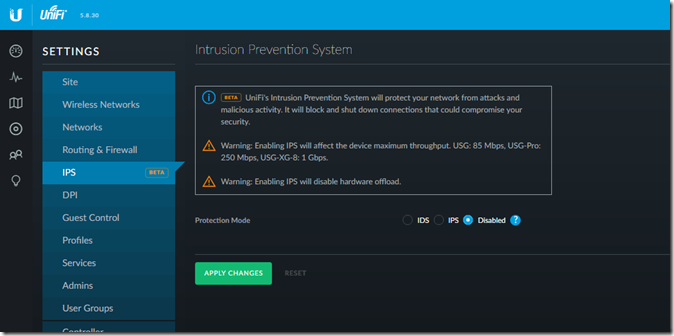 UniFi 5.8.30
SETTINGS
Site
Wireless Networks
Networks
Routing & Firewall
IPS BETA
DPI
Guest Control
Profiles
Services
Admins
User Groups
Controller
Intrusion Prevention System
BETA UniFi's Intrusion Prevention System will protect your network from attacks and
malicious activity. It will block and shut down connections that could compromise your
security.
Warning: Enabling IPS will affect the device maximum throughput. USG: 85 Mbps, USG-Pro:
250 Mbps, USG-XG-8: 1 Gbps.
Warning: Enabling IPS will disable hardware offload.
Protection Mode IDS IPS Disabled ?
APPLY CHANGES RESET